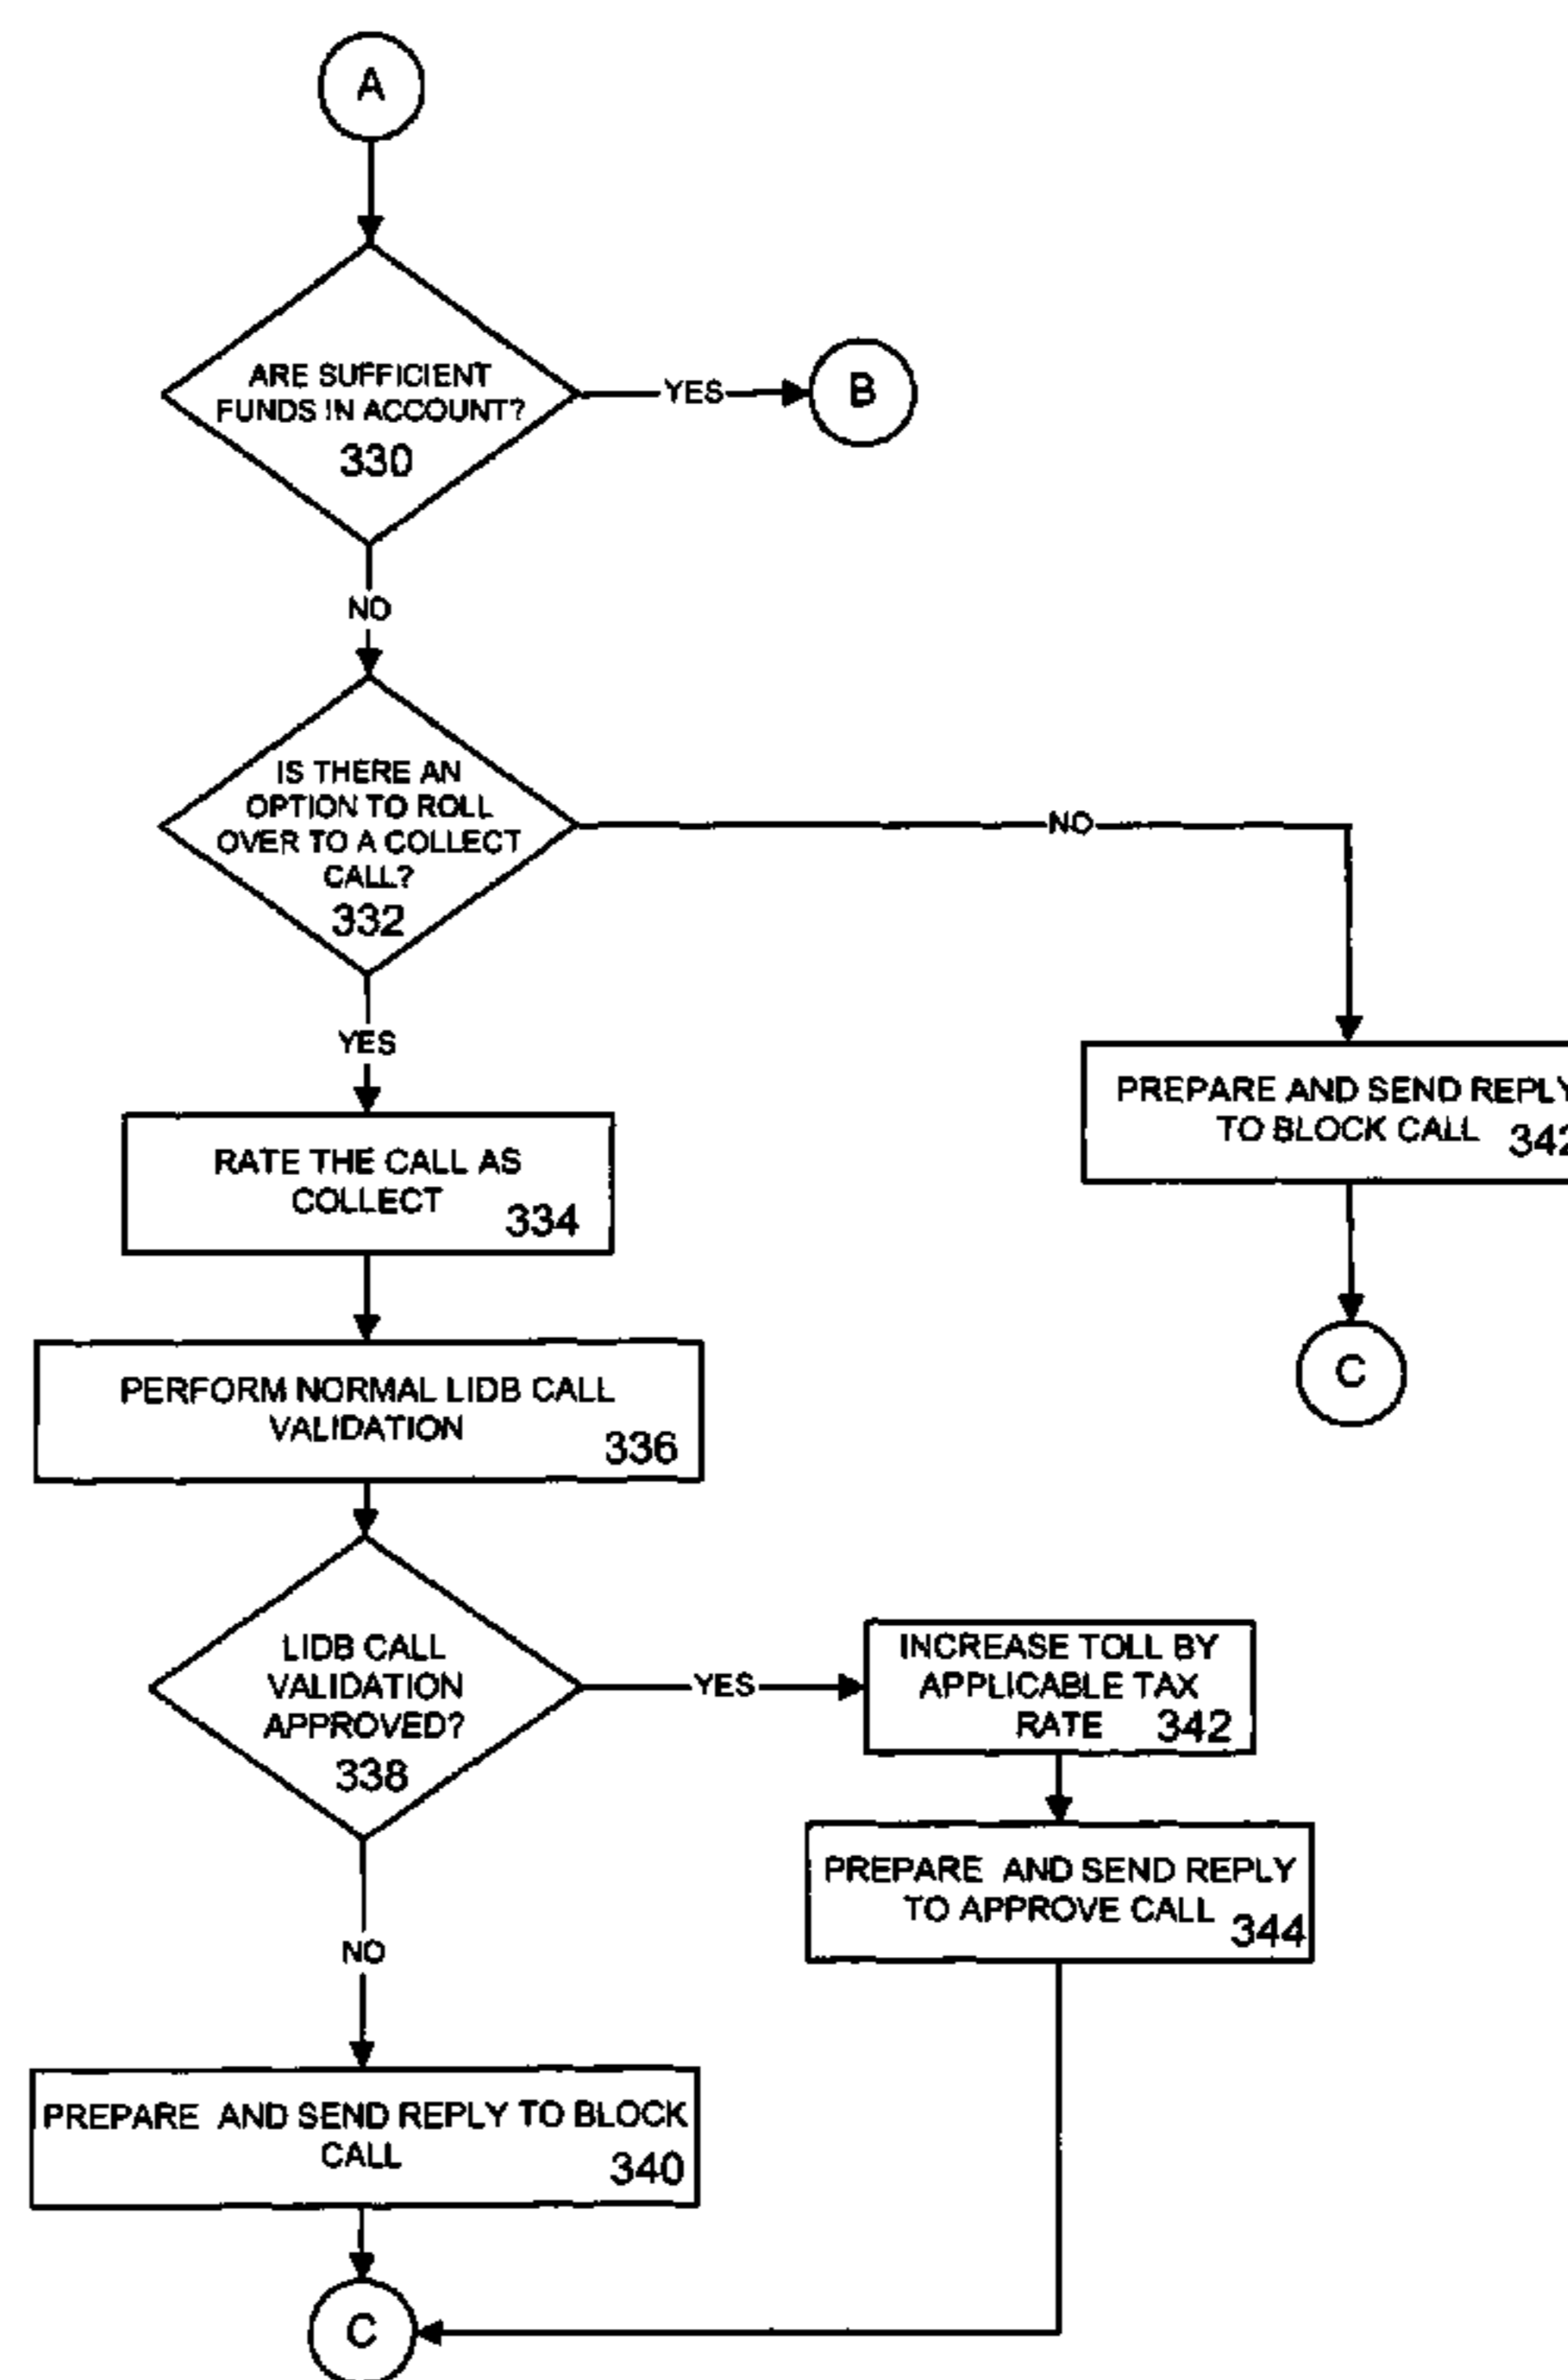 A
ARE SUFFICIENT
FUNDS IN ACCOUNT?
330
YES
B
NO
IS THERE AN
OPTION TO ROLL
OVER TO A COLLECT
CALL?
332
NO
YES
PREPARE AND SEND REPLY
TO BLOCK CALL 342
RATE THE CALL AS
COLLECT 334
C
PERFORM NORMAL LIDB CALL
VALIDATION 336
LIDB CALL
VALIDATION
APPROVED?
338
YES
INCREASE TOLL BY
APPLICABLE TAX
RATE 342
PREPARE AND SEND REPLY
TO APPROVE CALL 344
NO
PREPARE AND SEND REPLY TO BLOCK
CALL 340
C